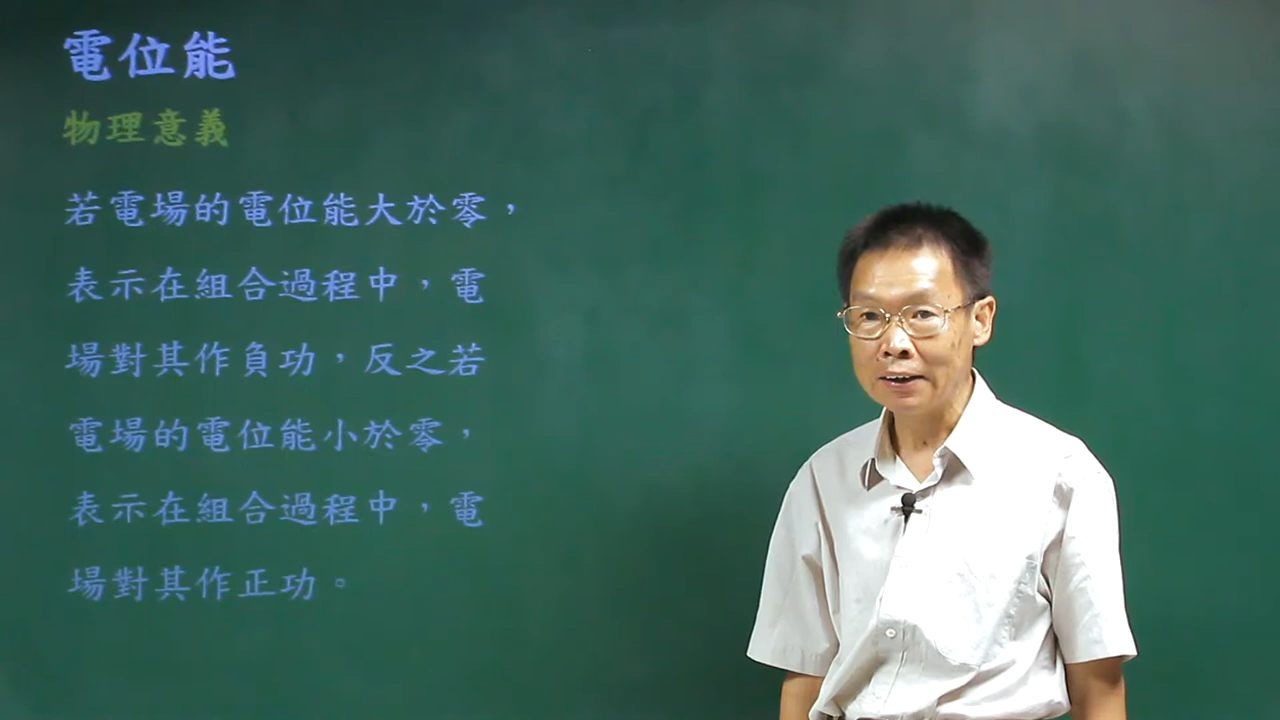 電位能
物理意義
若電場的電位能大於零，
表示在組合過程中，電
場對其作負功，反之若
電場的電位能小於零，
表示在組合過程中，電
場對其作正功。